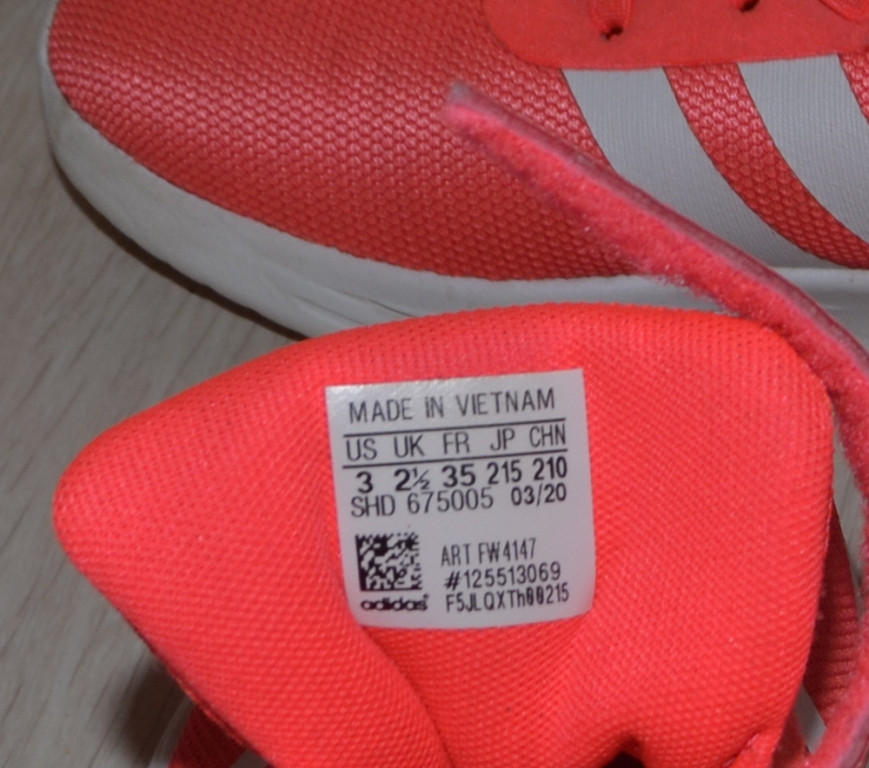 MADE IN VIETNAM
US UK FR JP CHN
3 2½ 35 215 210
SHD 675005 03/20
ART FW4147
#125513069
adidas F5JLQXTh00215